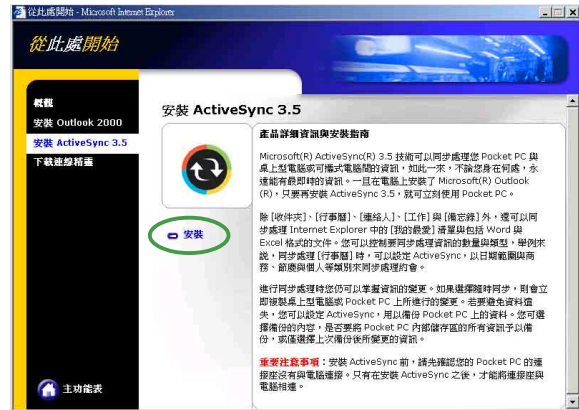 從此處開始 - Microsoft Internet Explorer
從此處開始
概觀
安裝 Outlook 2000
安裝 ActiveSync 3.5
下載連線精靈
主功能表
安裝 ActiveSync 3.5
安裝
產品詳細資訊與安裝指南
Microsoft(R) ActiveSync(R) 3.5 技術可以同步處理您 Pocket PC 與
桌上型電腦或可攜式電腦間的資訊，如此一來，不論您身在何處，永
遠能有最即時的資訊。一旦在電腦上安裝了 Microsoft(R) Outlook
(R)，只要再安裝 ActiveSync 3.5，就可立刻使用 Pocket PC。
除 [收件夾]、[行事曆]、[連絡人]、[工作] 與 [備忘錄] 外，還可以同
步處理 Internet Explorer 中的 [我的最愛] 清單與包括 Word 與
Excel 格式的文件。您可以控制要同步處理資訊的數量與類型，舉例來
說，同步處理 [行事曆] 時，可以設定 ActiveSync，以日期範圍與商
務、節慶與個人等類別來同步處理約會。
進行同步處理時您仍可以掌握資訊的變更。如果選擇隨時同步，則會立
即複製桌上型電腦或 Pocket PC 上所進行的變更。若要避免資料遺
失，您可以設定 ActiveSync，用以備份 Pocket PC 上的資料。您可選
擇備份的內容，是否要將 Pocket PC 內部儲存區的所有資訊予以備
份，或僅選擇上次備份後所變更的資訊。
重要注意事項：安裝 ActiveSync 前，請先確認您的 Pocket PC 的連
接座沒有與電腦連接。只有在安裝 ActiveSync 之後，才能將連接座與
電腦相連。